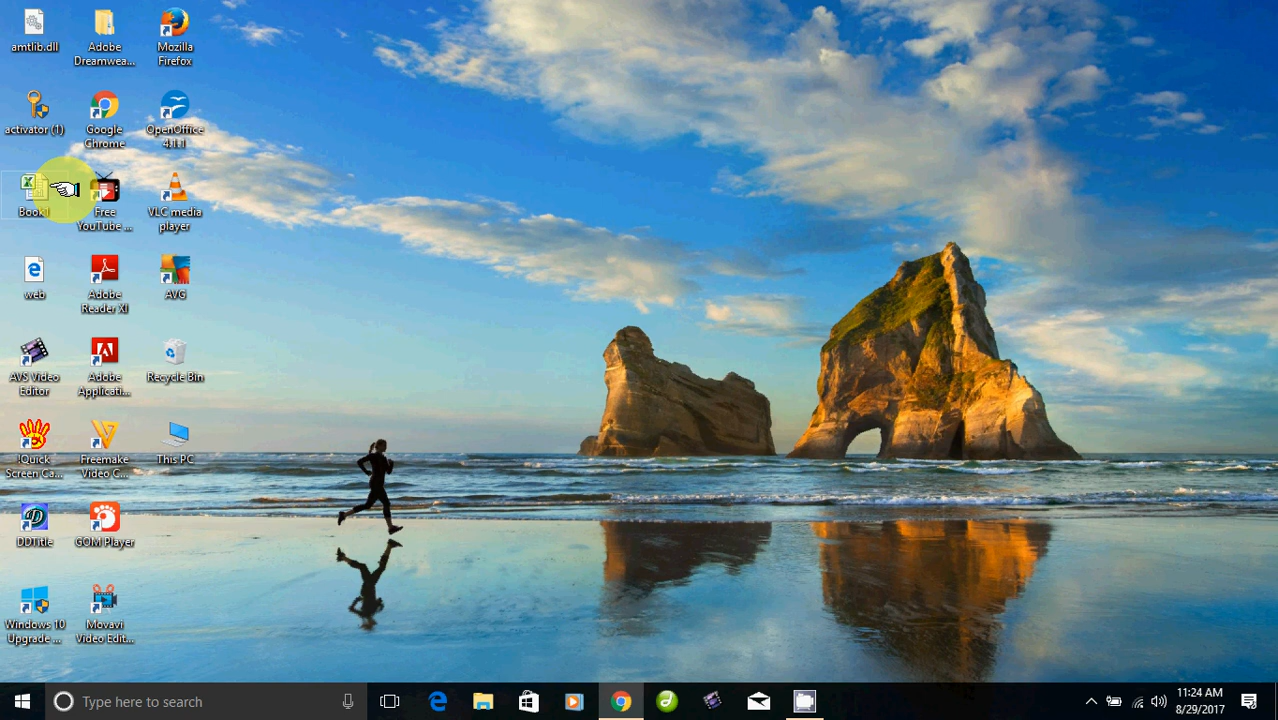 amtlib.dll
Adobe
Dreamwea...
Mozilla
Firefox
activator (1)
Google
Chrome
OpenOffice
4.1.1
Book1
Free
YouTube ...
VLC media
player
web
Adobe
Reader XI
AVG
AVS Video
Editor
Adobe
Applicati...
Recycle Bin
!Quick
Screen Ca...
Freemake
Video C...
This PC
DDTitle
GOM Player
Windows 10
Upgrade ...
Movavi
Video Edit...
Type here to search
11:24 AM
8/29/2017